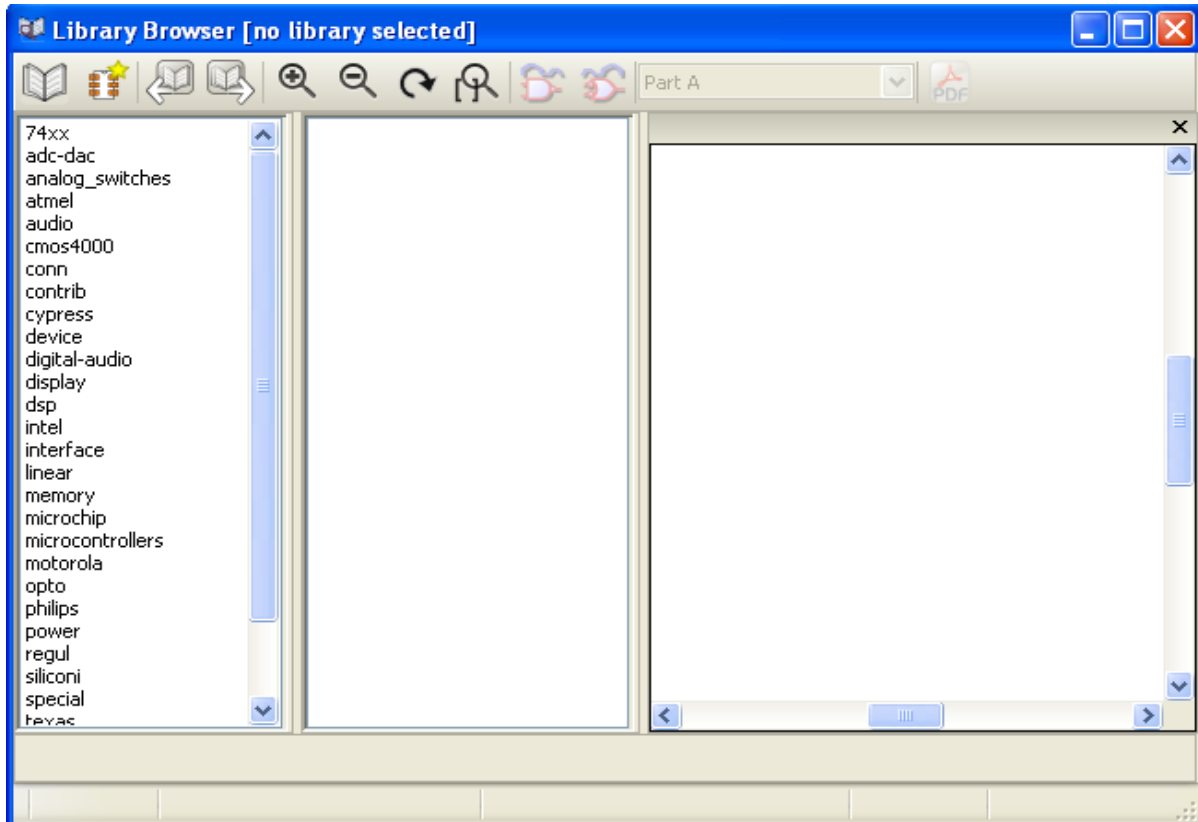 Library Browser [no library selected]
Part A
PDF
74xx
adc-dac
analog_switches
atmel
audio
cmos4000
conn
contrib
cypress
device
digital-audio
display
dsp
intel
interface
linear
memory
microchip
microcontrollers
motorola
opto
philips
power
regul
siliconi
special
texas